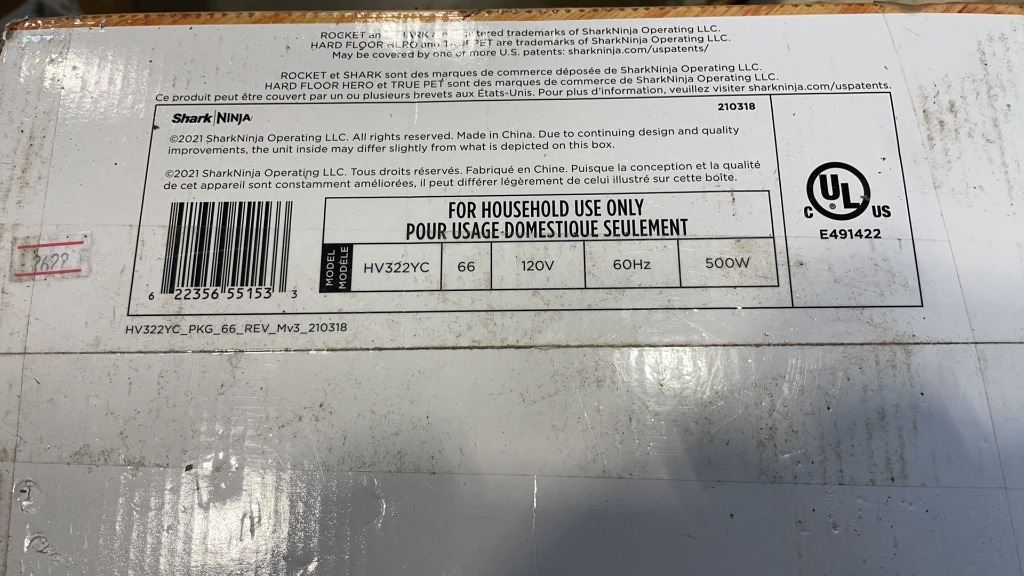 ROCKET tered trademarks of SharkNinja Operating LLC.
HARD FLOOR are trademarks of SharkNinja Operating LLC.
May be covered by one or more U.S. patents: sharkninja.com/uspatents/
ROCKET et SHARK sont des marques de commerce déposée de SharkNinja Operating LLC.
HARD FLOOR HERO et TRUE PET sont des marques de commerce de SharkNinja Operating LLC.
Ce produit peut être couvert par un ou plusieurs brevets aux États-Unis. Pour plus d'information, veuillez visiter sharkninja.com/uspatents.
Shark|NINJA
210318
©2021 SharkNinja Operating LLC. All rights reserved. Made in China. Due to continuing design and quality
improvements, the unit inside may differ slightly from what is depicted on this box.
©2021 SharkNinja Operating LLC. Tous droits réservés. Fabriqué en Chine. Puisque la conception et la qualité
de cet appareil sont constamment améliorées, il peut différer légèrement de celui illustré sur cette boîte.
FOR HOUSEHOLD USE ONLY
POUR USAGE DOMESTIQUE SEULEMENT
MODEL
MODÈLE
HV322YC 66 120V 60Hz 500W
C UL ® US
E491422
6 22356 55153 3
HV322YC_PKG_66_REV_Mv3_210318